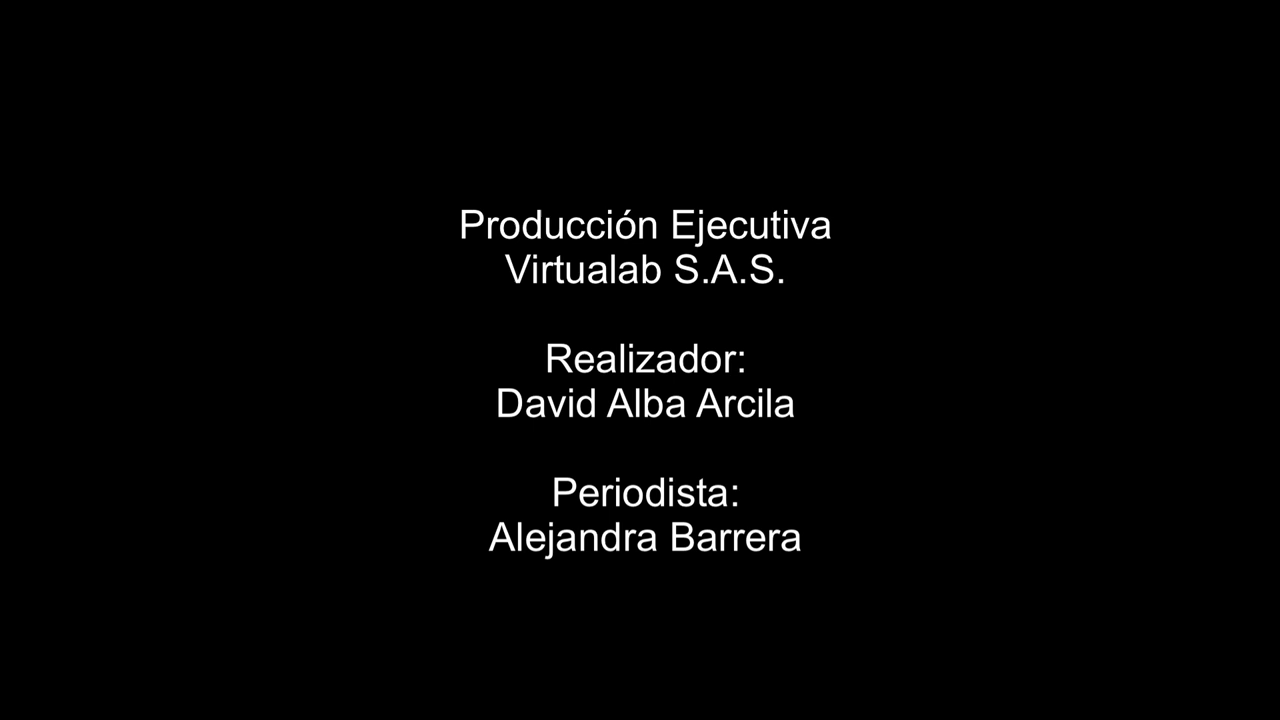 Producción Ejecutiva
Virtualab S.A.S.
Realizador:
David Alba Arcila
Periodista:
Alejandra Barrera